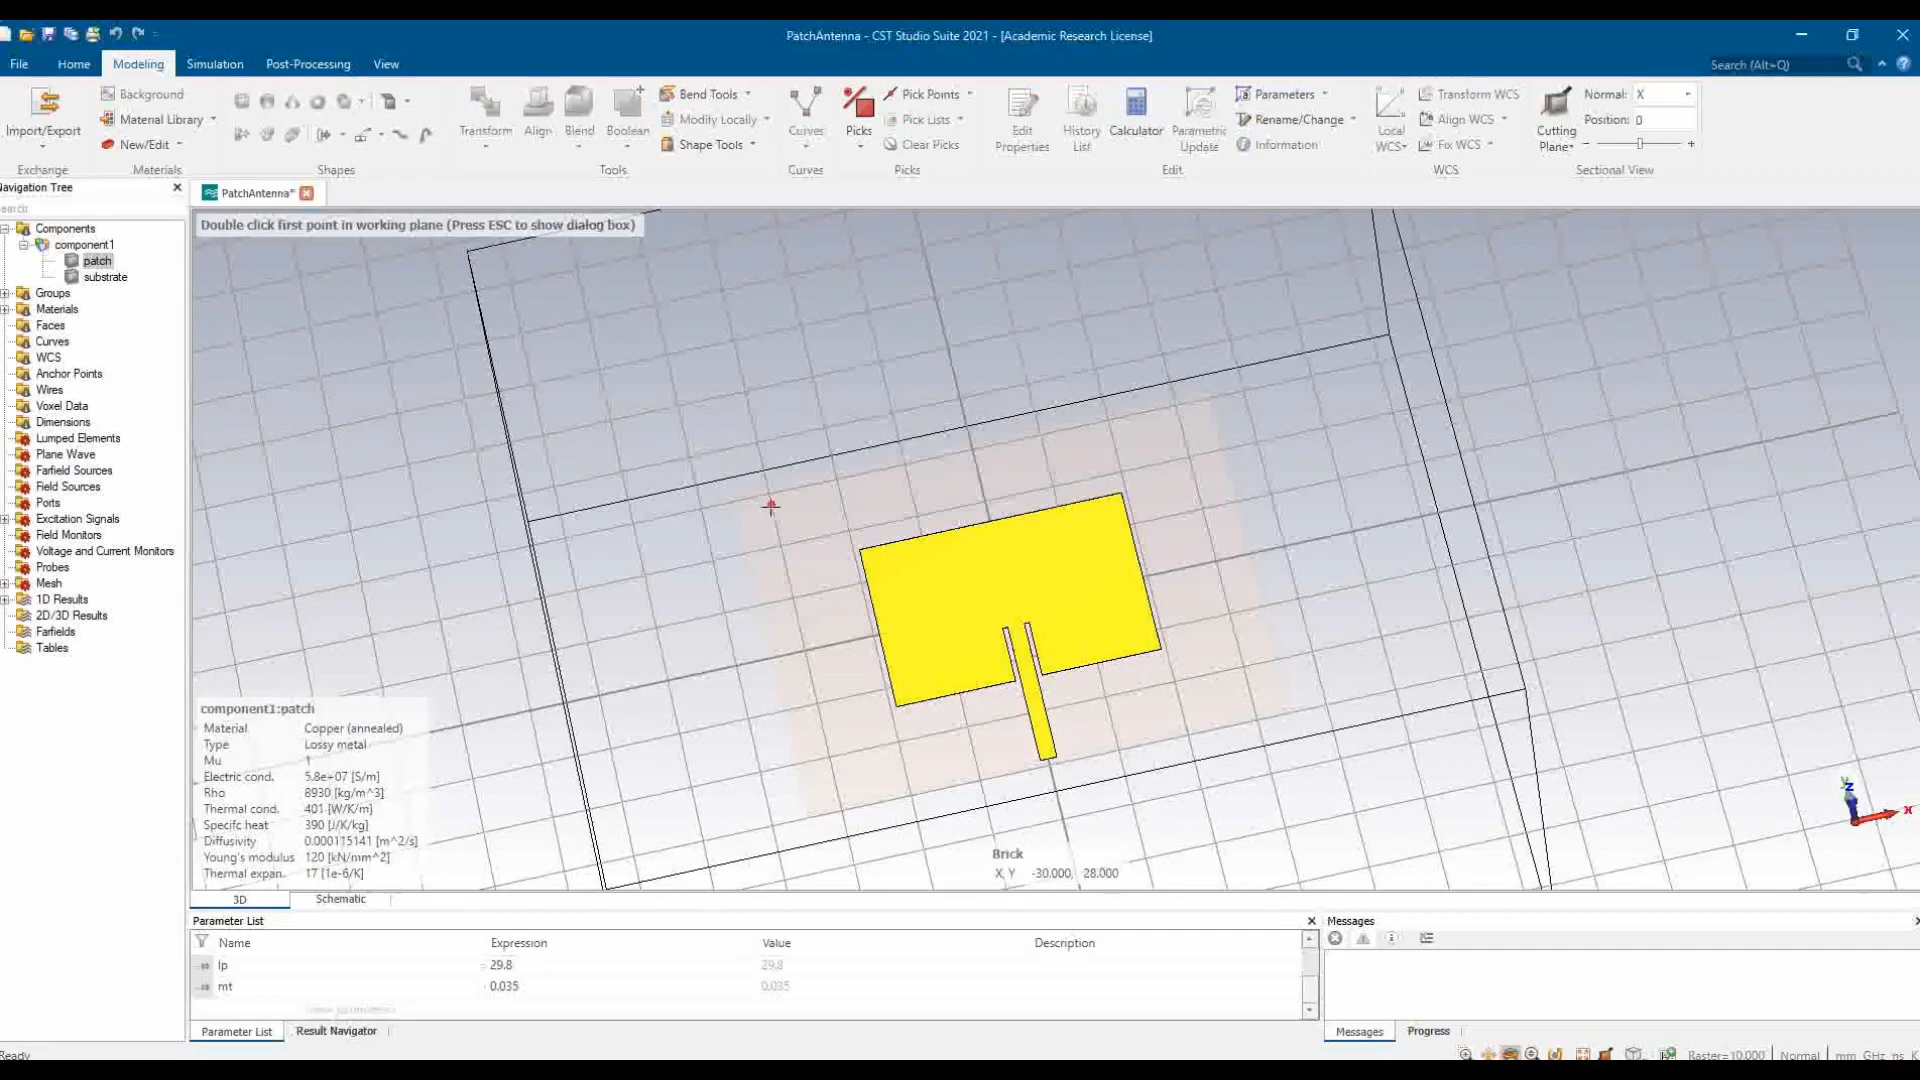 PatchAntenna - CST Studio Suite 2021 - [Academic Research License]
File Home Modeling Simulation Post-Processing View Search (Alt+Q)
Import/Export
Exchange
Background
Material Library
New/Edit
Materials
Shapes
Transform Align Blend Boolean
Bend Tools
Modify Locally
Shape Tools
Tools
Curves
Curves
Picks
Pick Points
Pick Lists
Clear Picks
Picks
Edit Properties
History List
Calculator
Parametric Update
Parameters
Rename/Change
Information
Edit
Local WCS
Transform WCS
Align WCS
Fix WCS
WCS
Cutting Plane
Normal: X
Position: 0
Sectional View
Navigation Tree
PatchAntenna*
Double click first point in working plane (Press ESC to show dialog box)
Components
component1
patch
substrate
Groups
Materials
Faces
Curves
WCS
Anchor Points
Wires
Voxel Data
Dimensions
Lumped Elements
Plane Wave
Farfield Sources
Field Sources
Ports
Excitation Signals
Field Monitors
Voltage and Current Monitors
Probes
Mesh
1D Results
2D/3D Results
Farfields
Tables
component1:patch
Material Copper (annealed)
Type Lossy metal
Mu 1
Electric cond. 5.8e+07 [S/m]
Rho 8930 [kg/m^3]
Thermal cond. 401 [W/K/m]
Specifc heat 390 [J/K/kg]
Diffusivity 0.000115141 [m^2/s]
Young's modulus 120 [kN/mm^2]
Thermal expan. 17 [1e-6/K]
Brick
X, Y -30.000, 28.000
z
x
3D Schematic
Parameter List
Name Expression Value Description
lp = 29.8 29.8
mt = 0.035 0.035
Parameter List Result Navigator
Messages
Messages Progress
Ready
Raster=10.000 Normal mm GHz ns K